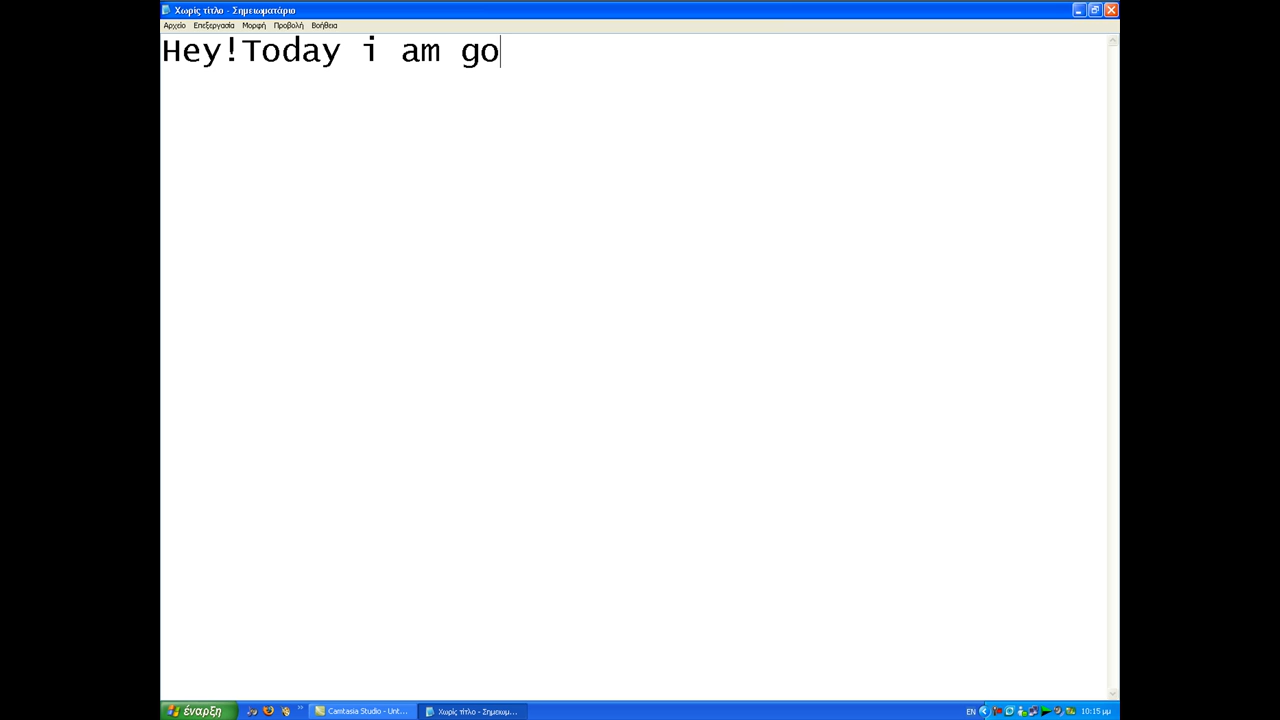 Χωρίς τίτλο - Σημειωματάριο
Αρχείο Επεξεργασία Μορφή Προβολή Βοήθεια
Hey!Today i am go
έναρξη
Camtasia Studio - Unt...
Χωρίς τίτλο - Σημειωμ...
EN
10:15 μμ